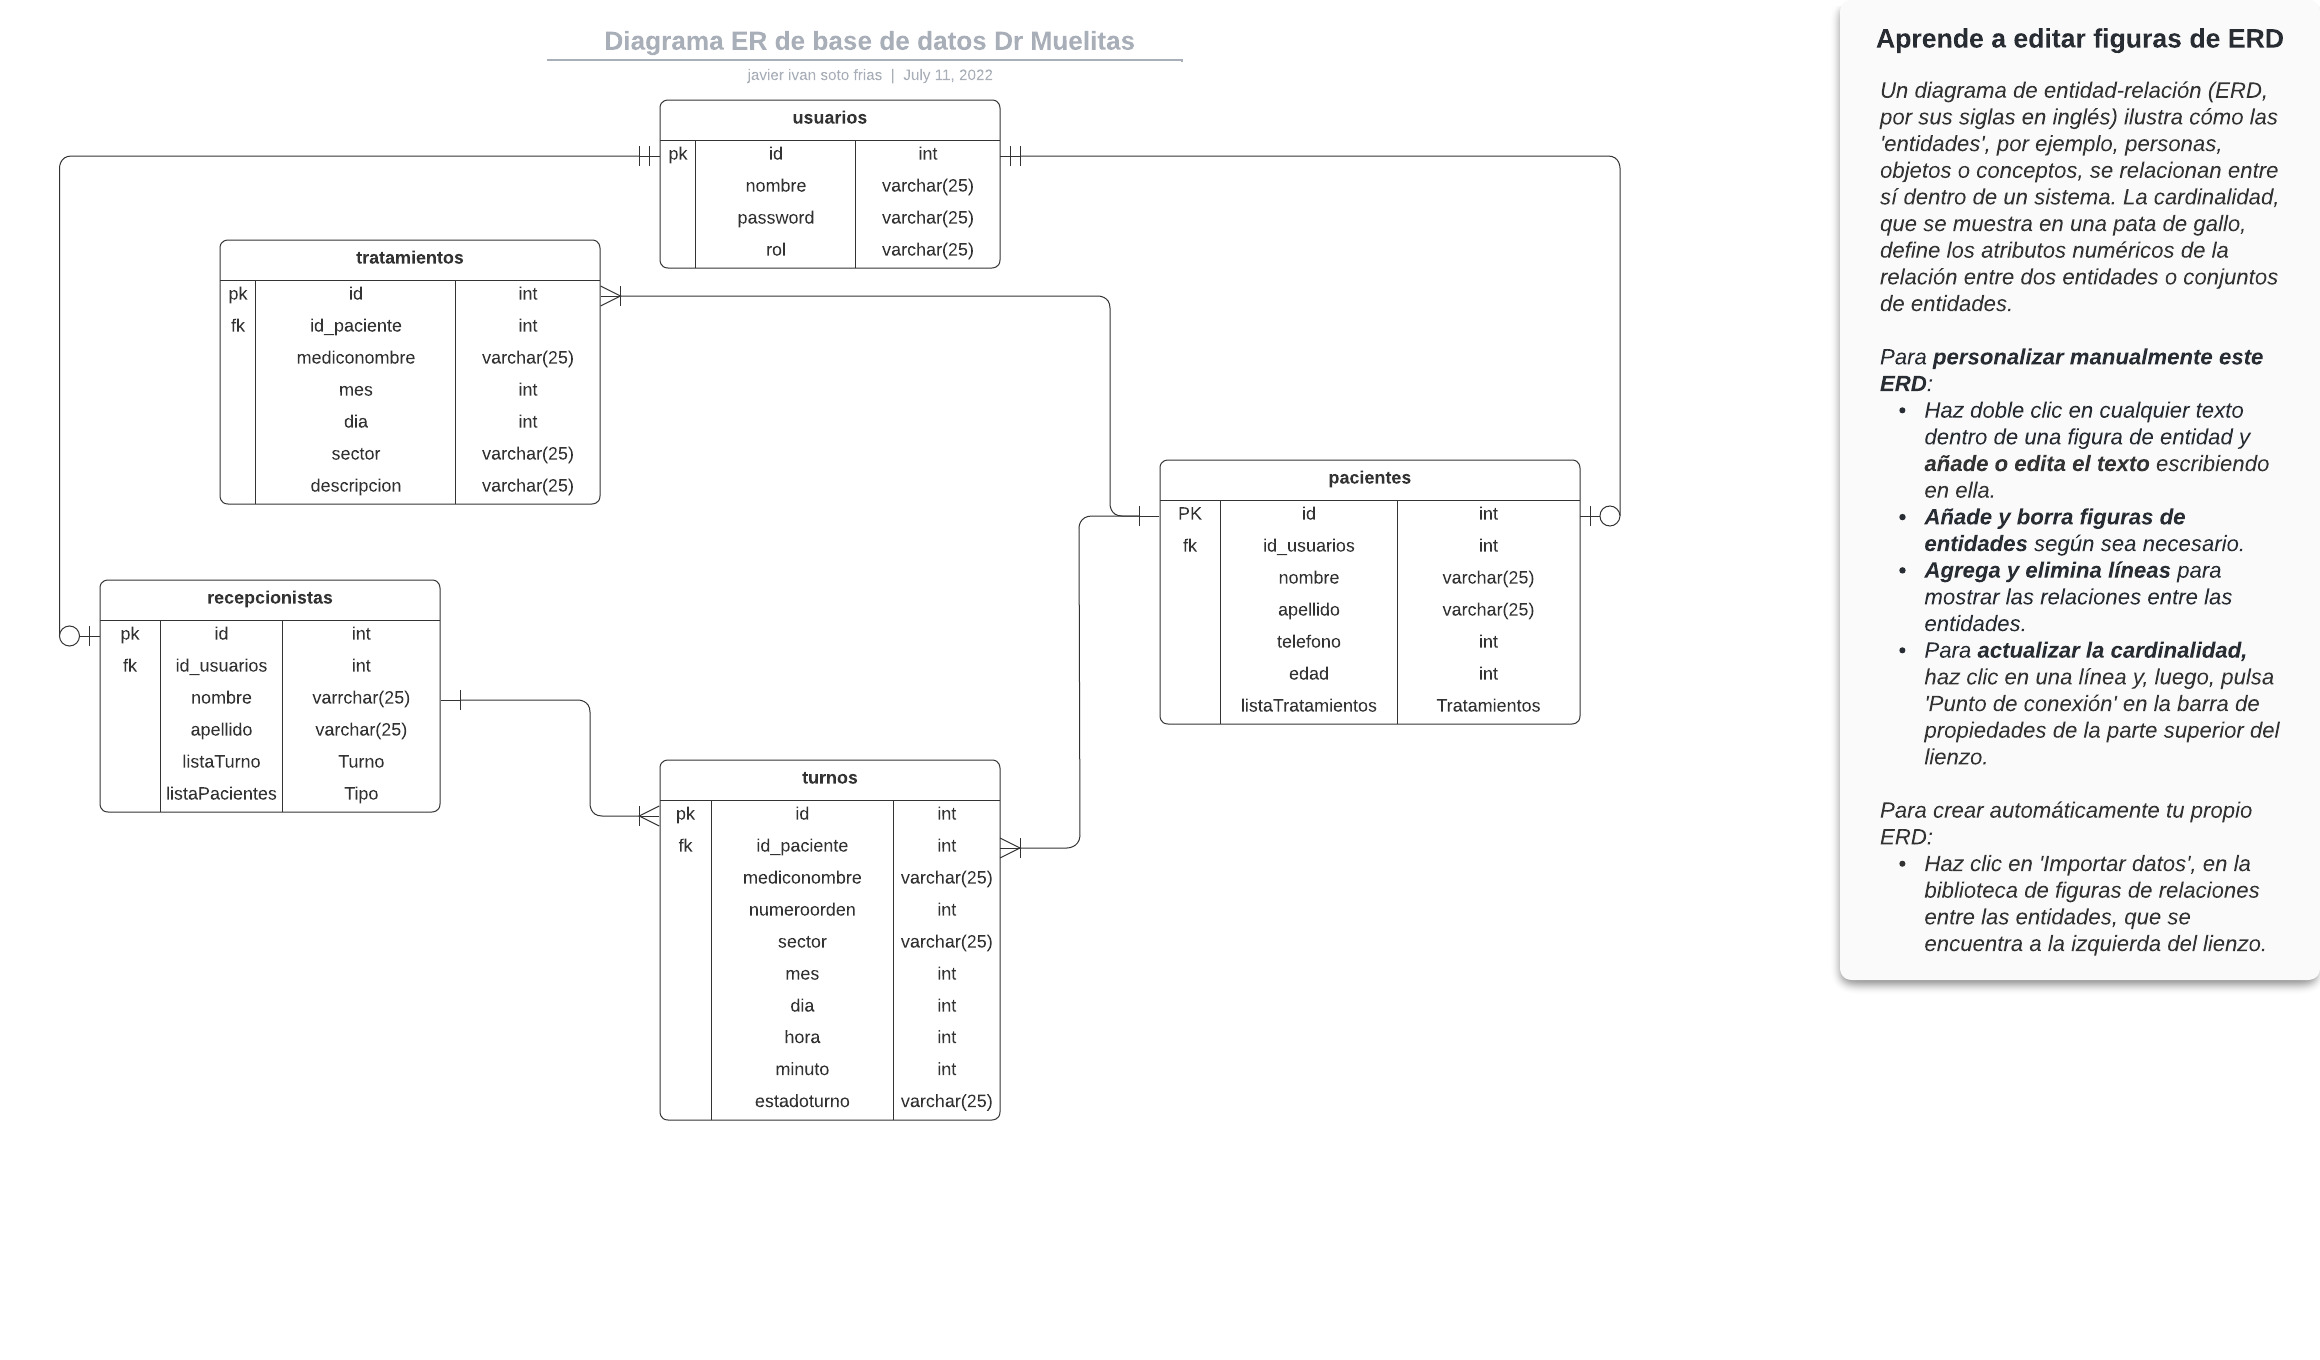 Diagrama ER de base de datos Dr Muelitas
javier ivan soto frias | July 11, 2022
usuarios
pk id int
nombre varchar(25)
password varchar(25)
rol varchar(25)
tratamientos
pk id int
fk id_paciente int
mediconombre varchar(25)
mes int
dia int
sector varchar(25)
descripcion varchar(25)
pacientes
PK id int
fk id_usuarios int
nombre varchar(25)
apellido varchar(25)
telefono int
edad int
listaTratamientos Tratamientos
recepcionistas
pk id int
fk id_usuarios int
nombre varrchar(25)
apellido varchar(25)
listaTurno Turno
listaPacientes Tipo
turnos
pk id int
fk id_paciente int
mediconombre varchar(25)
numeroorden int
sector varchar(25)
mes int
dia int
hora int
minuto int
estadoturno varchar(25)
Aprende a editar figuras de ERD
Un diagrama de entidad-relación (ERD,
por sus siglas en inglés) ilustra cómo las
'entidades', por ejemplo, personas,
objetos o conceptos, se relacionan entre
sí dentro de un sistema. La cardinalidad,
que se muestra en una pata de gallo,
define los atributos numéricos de la
relación entre dos entidades o conjuntos
de entidades.
Para personalizar manualmente este
ERD:
• Haz doble clic en cualquier texto
dentro de una figura de entidad y
añade o edita el texto escribiendo
en ella.
• Añade y borra figuras de
entidades según sea necesario.
• Agrega y elimina líneas para
mostrar las relaciones entre las
entidades.
• Para actualizar la cardinalidad,
haz clic en una línea y, luego, pulsa
'Punto de conexión' en la barra de
propiedades de la parte superior del
lienzo.
Para crear automáticamente tu propio
ERD:
• Haz clic en 'Importar datos', en la
biblioteca de figuras de relaciones
entre las entidades, que se
encuentra a la izquierda del lienzo.